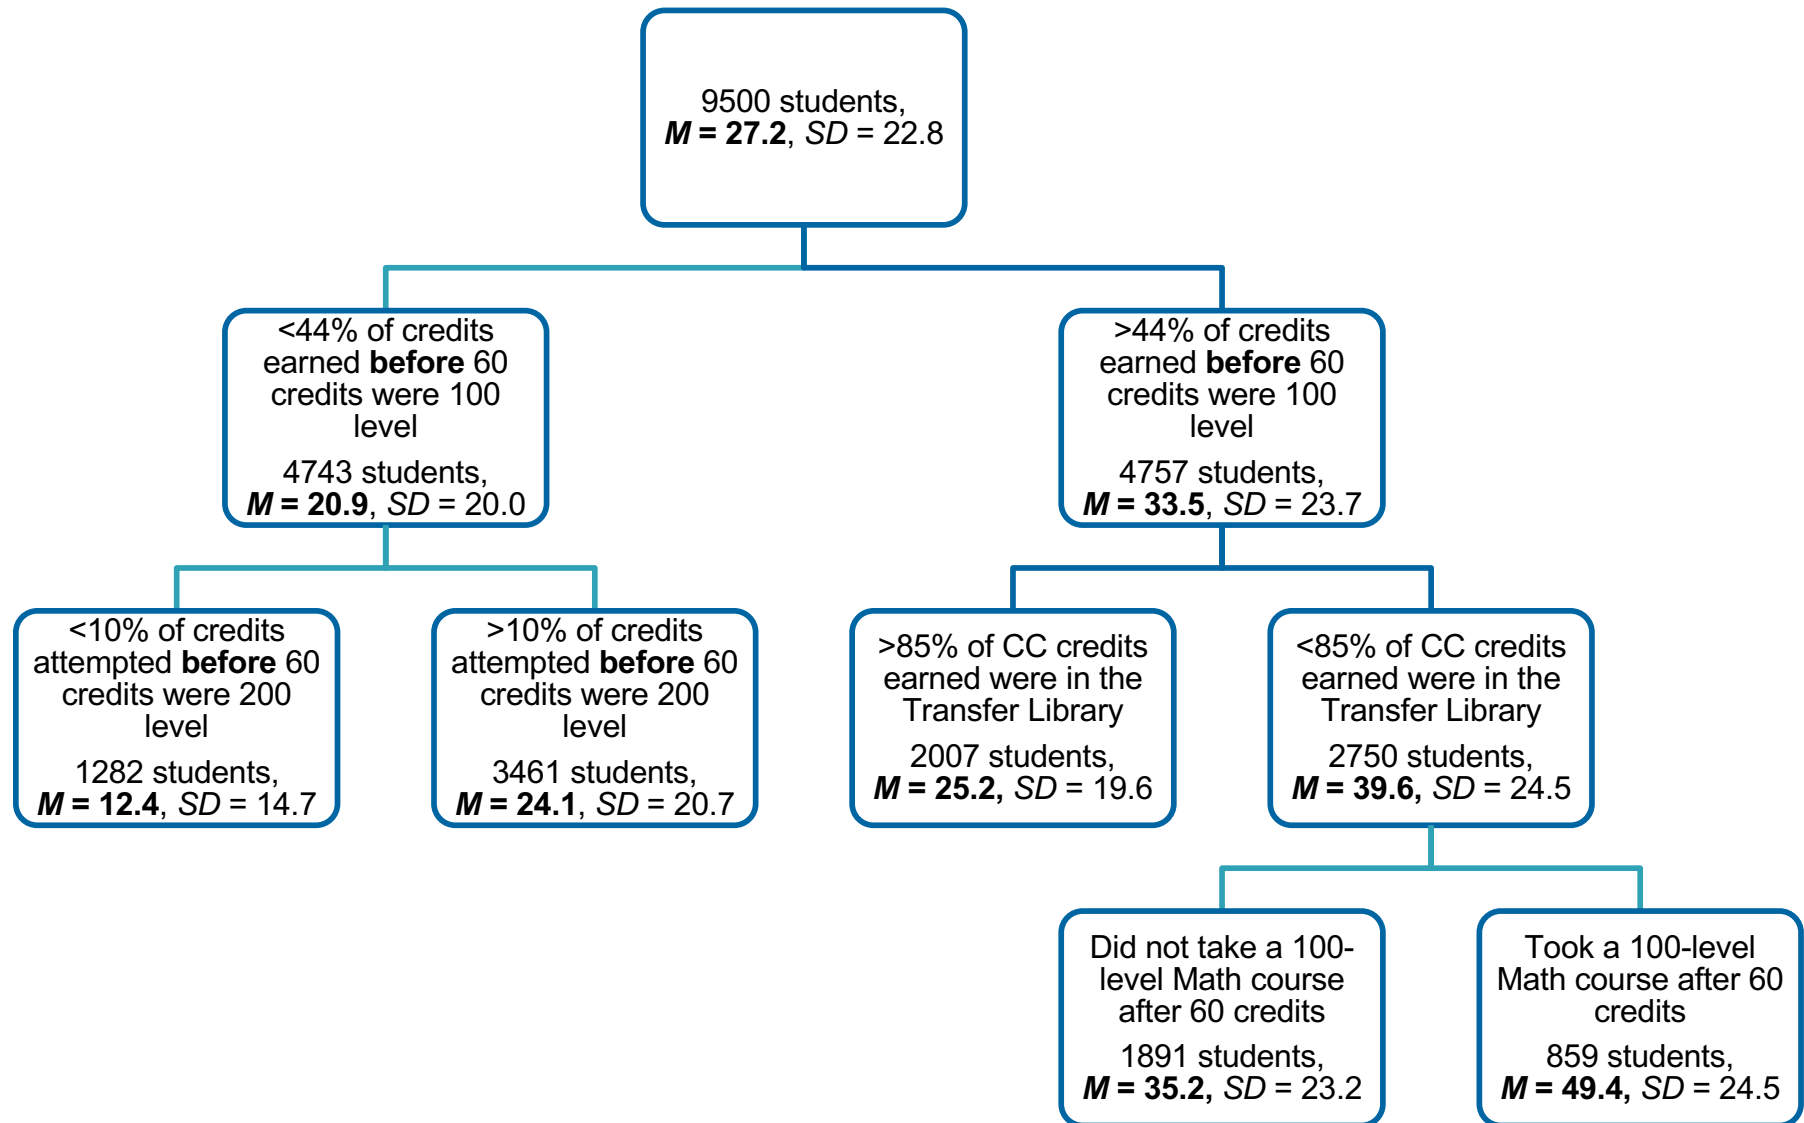 9500 students,
M = 27.2, SD = 22.8
<44% of credits
earned before 60
credits were 100
level
4743 students,
M = 20.9, SD = 20.0
>44% of credits
earned before 60
credits were 100
level
4757 students,
M = 33.5, SD = 23.7
<10% of credits
attempted before 60
credits were 200
level
1282 students,
M = 12.4, SD = 14.7
>10% of credits
attempted before 60
credits were 200
level
3461 students,
M = 24.1, SD = 20.7
>85% of CC credits
earned were in the
Transfer Library
2007 students,
M = 25.2, SD = 19.6
<85% of CC credits
earned were in the
Transfer Library
2750 students,
M = 39.6, SD = 24.5
Did not take a 100-
level Math course
after 60 credits
1891 students,
M = 35.2, SD = 23.2
Took a 100-level
Math course after 60
credits
859 students,
M = 49.4, SD = 24.5